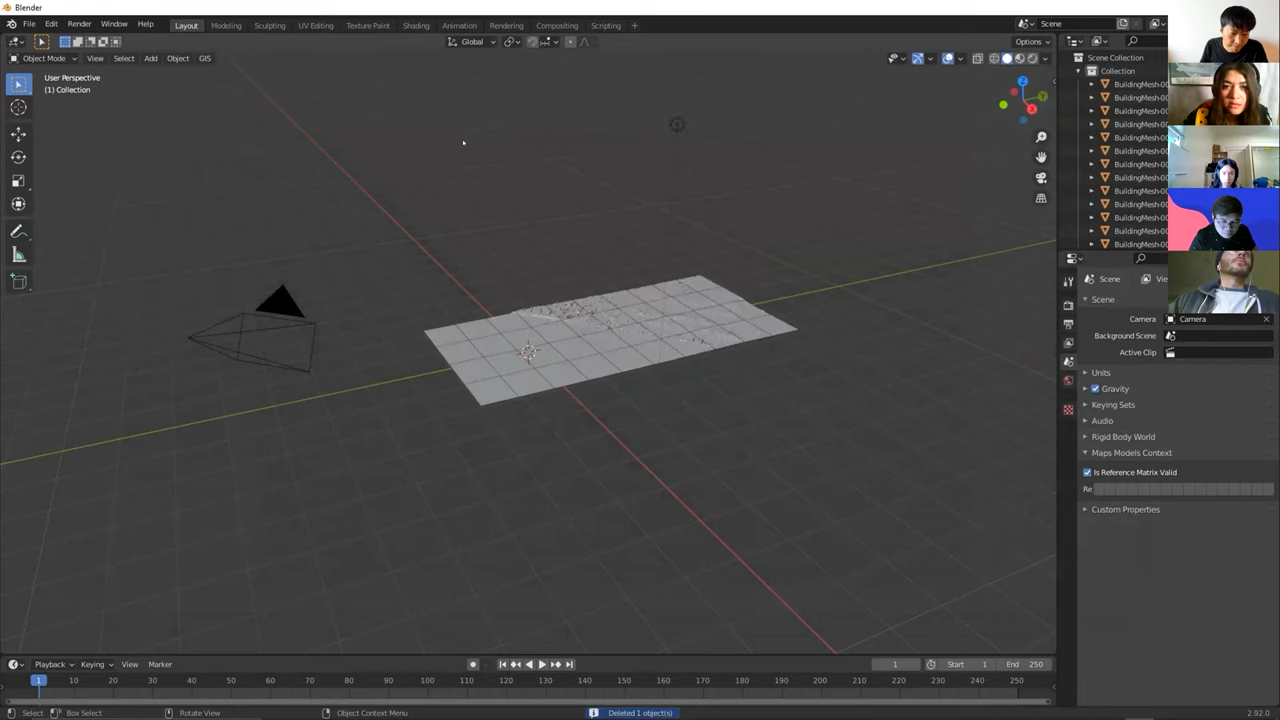 Blender
File Edit Render Window Help Layout Modeling Sculpting UV Editing Texture Paint Shading Animation Rendering Compositing Scripting + Scene
Global Options
Object Mode View Select Add Object GIS
User Perspective
(1) Collection
Z
Y
X
Scene Collection
Collection
BuildingMesh-00
BuildingMesh-00
BuildingMesh-00
BuildingMesh-00
BuildingMesh-00
BuildingMesh-00
BuildingMesh-00
BuildingMesh-00
BuildingMesh-00
BuildingMesh-00
BuildingMesh-00
BuildingMesh-00
BuildingMesh-00
Scene Vie
Scene
Camera Camera
Background Scene
Active Clip
Units
Gravity
Keying Sets
Audio
Rigid Body World
Maps Models Context
Is Reference Matrix Valid
Re
Custom Properties
Playback Keying View Marker 1 Start 1 End 250
1 10 20 30 40 50 60 70 80 90 100 110 120 130 140 150 160 170 180 190 200 210 220 230 240 250
Select Box Select Rotate View Object Context Menu Deleted 1 object(s) 2.92.0